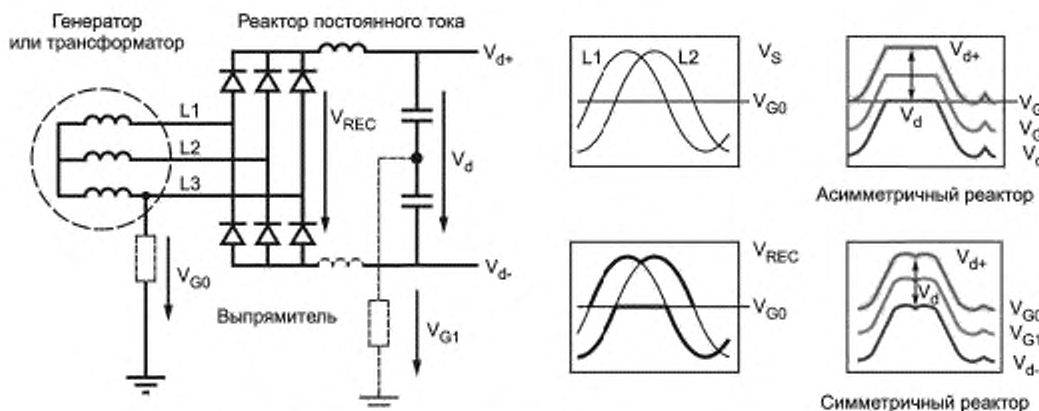 Генератор
или трансформатор
Реактор постоянного тока
L1
L2
L3
V_REC
V_d
V_d+
V_d-
V_G0
V_G1
Выпрямитель
L1
L2
V_S
V_G0
V_REC
V_G0
V_d+
V_d
Асимметричный реактор
V_d+
V_d
V_G0
V_G1
V_d-
Симметричный реактор